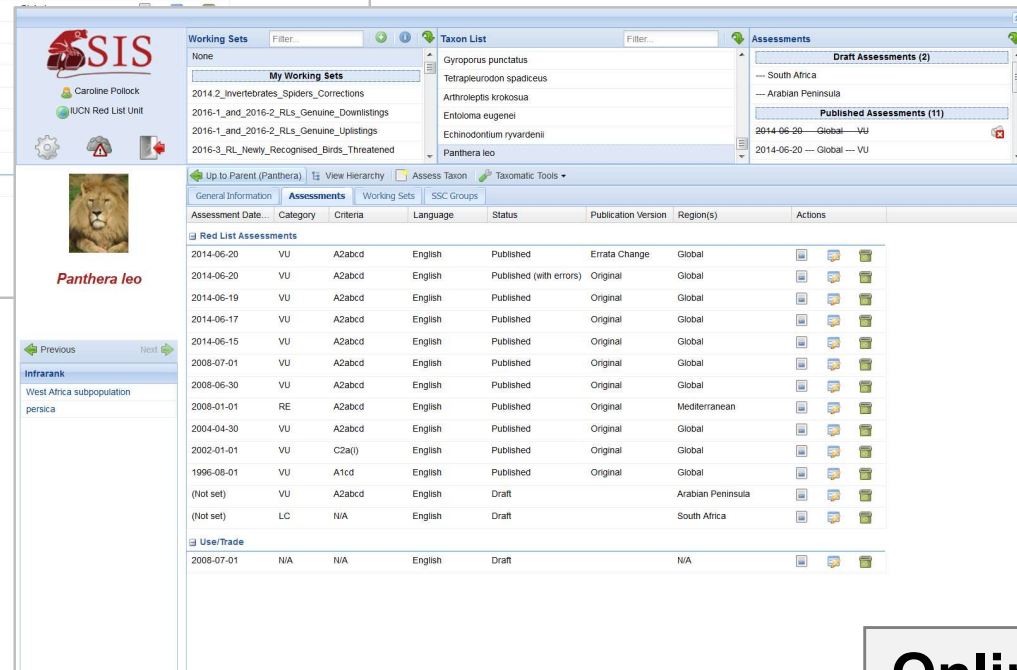 SIS
Caroline Pollock
IUCN Red List Unit
Working Sets Filter...
None
My Working Sets
2014.2_Invertebrates_Spiders_Corrections
2016-1_and_2016-2_RLs_Genuine_Downlistings
2016-1_and_2016-2_RLs_Genuine_Uplistings
2016-3_RL_Newly_Recognised_Birds_Threatened
Taxon List Filter...
Gyroporus punctatus
Tetrapleurodon spadiceus
Arthroleptis krokosua
Entoloma eugenei
Echinodontium ryvardenii
Panthera leo
Assessments
Draft Assessments (2)
--- South Africa
--- Arabian Peninsula
Published Assessments (11)
2014-06-20 --- Global --- VU
2014-06-20 --- Global --- VU
Up to Parent (Panthera) View Hierarchy Assess Taxon Taxomatic Tools
General Information Assessments Working Sets SSC Groups
Panthera leo
Previous Next
Infrarank
West Africa subpopulation
persica
Assessment Date... Category Criteria Language Status Publication Version Region(s) Actions
Red List Assessments
2014-06-20 VU A2abcd English Published Errata Change Global
2014-06-20 VU A2abcd English Published (with errors) Original Global
2014-06-19 VU A2abcd English Published Original Global
2014-06-17 VU A2abcd English Published Original Global
2014-06-15 VU A2abcd English Published Original Global
2008-07-01 VU A2abcd English Published Original Global
2008-06-30 VU A2abcd English Published Original Global
2008-01-01 RE A2abcd English Published Original Mediterranean
2004-04-30 VU A2abcd English Published Original Global
2002-01-01 VU C2a(i) English Published Original Global
1996-08-01 VU A1cd English Published Original Global
(Not set) VU A2abcd English Draft Arabian Peninsula
(Not set) LC N/A English Draft South Africa
Use/Trade
2008-07-01 N/A N/A English Draft N/A